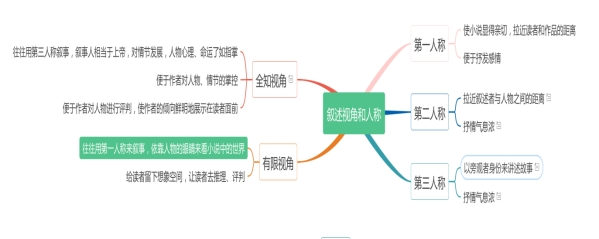 叙述视角和人称
全知视角
往往用第三人称叙事，叙事人相当于上帝，对情节发展，人物心理、命运了如指掌
便于作者对人物、情节的掌控
便于作者对人物进行评判，使作者的倾向鲜明地展示在读者面前
有限视角
往往用第一人称来叙事，依靠人物的眼睛来看小说中的世界
给读者留下想象空间，让读者去推理、评判
第一人称
使小说显得亲切，拉近读者和作品的距离
便于抒发感情
第二人称
拉近叙述者与人物之间的距离
抒情气息浓
第三人称
以旁观者身份来讲述故事
抒情气息浓